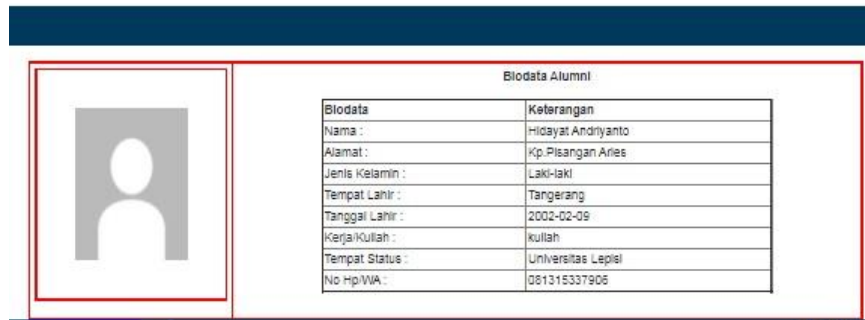 Biodata Alumni
Biodata Keterangan
Nama : Hidayat Andriyanto
Alamat : Kp.Pisangan Aries
Jenis Kelamin : Laki-laki
Tempat Lahir : Tangerang
Tanggal Lahir : 2002-02-09
Kerja/Kuliah : kuliah
Tempat Status : Universitas Lepisi
No Hp/WA : 081315337906